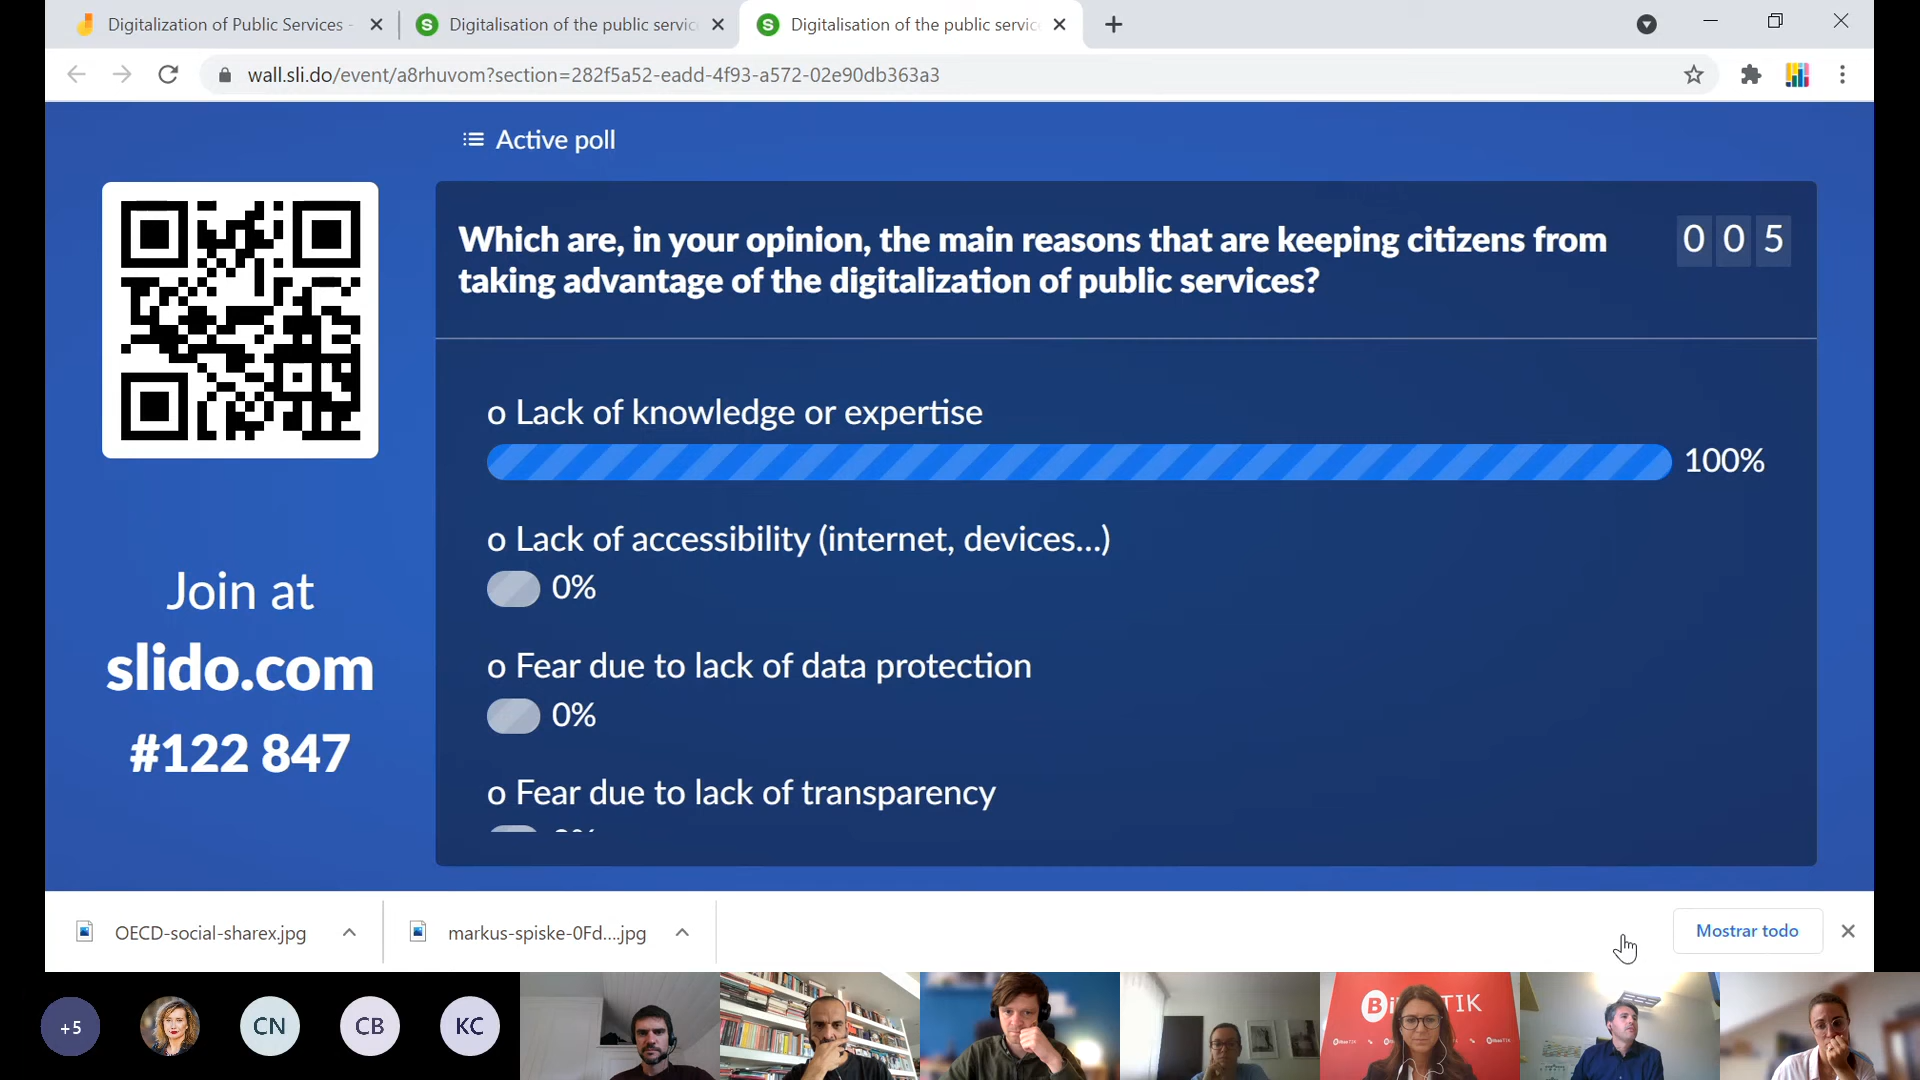 Digitalization of Public Services -
Digitalisation of the public servic
Digitalisation of the public service
wall.sli.do/event/a8rhuvom?section=282f5a52-eadd-4f93-a572-02e90db363a3
Active poll
Which are, in your opinion, the main reasons that are keeping citizens from
taking advantage of the digitalization of public services?
0 0 5
o Lack of knowledge or expertise
100%
o Lack of accessibility (internet, devices...)
0%
o Fear due to lack of data protection
0%
o Fear due to lack of transparency
Join at
slido.com
#122 847
OECD-social-sharex.jpg
markus-spiske-0Fd....jpg
Mostrar todo
+5
CN
CB
KC